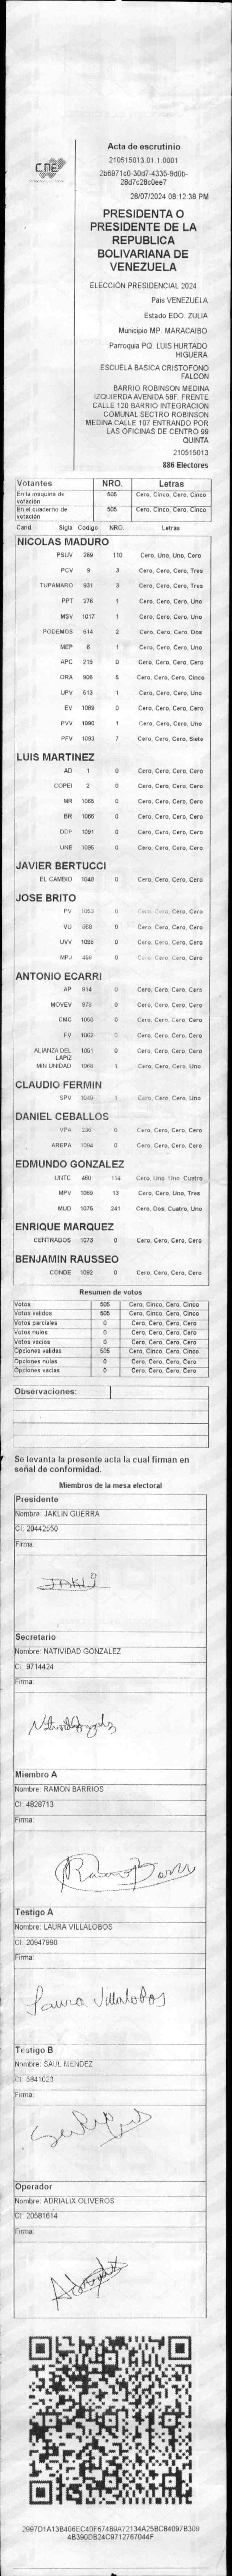 CNE
Acta de escrutinio
210515013.01.1.0001
28/07/2024 08:12:38 PM
PRESIDENTA O
PRESIDENTE DE LA
REPUBLICA
BOLIVARIANA DE
VENEZUELA
ELECCIÓN PRESIDENCIAL 2024
Pais VENEZUELA
Estado EDO. ZULIA
Municipio MP. MARACAIBO
Parroquia PQ. LUIS HURTADO
HIGUERA
ESCUELA BASICA CRISTOFONO
FALCON
BARRIO ROBINSON MEDINA
IZQUIERDA AVENIDA 58F. FRENTE
CALLE 120 BARRIO INTEGRACION
COMUNAL SECTRO ROBINSON
MEDINA CALLE 107 ENTRANDO POR
LAS OFICINAS DE CENTRO 99
QUINTA
210515013
886 Electores
Votantes NRO. Letras
En la máquina de votación 505 Cero, Cinco, Cero, Cinco
En el cuaderno de votación 505 Cero, Cinco, Cero, Cinco
Cand. Sigla Código NRO. Letras
NICOLAS MADURO
PSUV 269 110 Cero, Uno, Uno, Cero
PCV 9 3 Cero, Cero, Cero, Tres
TUPAMARO 931 3 Cero, Cero, Cero, Tres
PPT 276 1 Cero, Cero, Cero, Uno
MSV 1017 1 Cero, Cero, Cero, Uno
PODEMOS 514 2 Cero, Cero, Cero, Dos
MEP 6 1 Cero, Cero, Cero, Uno
APC 219 0 Cero, Cero, Cero, Cero
ORA 906 5 Cero, Cero, Cero, Cinco
UPV 513 1 Cero, Cero, Cero, Uno
EV 1089 0 Cero, Cero, Cero, Cero
PVV 1090 1 Cero, Cero, Cero, Uno
PFV 1093 7 Cero, Cero, Cero, Siete
LUIS MARTINEZ
AD 1 0 Cero, Cero, Cero, Cero
COPEI 2 0 Cero, Cero, Cero, Cero
MR 1065 0 Cero, Cero, Cero, Cero
BR 1066 0 Cero, Cero, Cero, Cero
DDP 1091 0 Cero, Cero, Cero, Cero
UNE 1095 0 Cero, Cero, Cero, Cero
JAVIER BERTUCCI
EL CAMBIO 1048 0 Cero, Cero, Cero, Cero
JOSE BRITO
PV 1053 0 Cero, Cero, Cero, Cero
VU 860 0 Cero, Cero, Cero, Cero
UVV 1096 0 Cero, Cero, Cero, Cero
MPJ 450 0 Cero, Cero, Cero, Cero
ANTONIO ECARRI
AP 814 0 Cero, Cero, Cero, Cero
MOVEV 979 0 Cero, Cero, Cero, Cero
CMC 1050 0 Cero, Cero, Cero, Cero
FV 1062 0 Cero, Cero, Cero, Cero
ALIANZA DEL LAPIZ 1051 0 Cero, Cero, Cero, Cero
MIN UNIDAD 1068 1 Cero, Cero, Cero, Uno
CLAUDIO FERMIN
SPV 1049 1 Cero, Cero, Cero, Uno
DANIEL CEBALLOS
VPA 236 0 Cero, Cero, Cero, Cero
AREPA 1094 0 Cero, Cero, Cero, Cero
EDMUNDO GONZALEZ
UNTC 460 114 Cero, Uno, Uno, Cuatro
MPV 1069 13 Cero, Cero, Uno, Tres
MUD 1075 241 Cero, Dos, Cuatro, Uno
ENRIQUE MARQUEZ
CENTRADOS 1073 0 Cero, Cero, Cero, Cero
BENJAMIN RAUSSEO
CONDE 1092 0 Cero, Cero, Cero, Cero
Resumen de votos
Votos 505 Cero, Cinco, Cero, Cinco
Votos validos 505 Cero, Cinco, Cero, Cinco
Votos parciales 0 Cero, Cero, Cero, Cero
Votos nulos 0 Cero, Cero, Cero, Cero
Votos vacios 0 Cero, Cero, Cero, Cero
Opciones validas 505 Cero, Cinco, Cero, Cinco
Opciones nulas 0 Cero, Cero, Cero, Cero
Opciones vacias 0 Cero, Cero, Cero, Cero
Observaciones:
Se levanta la presente acta la cual firman en
señal de conformidad.
Miembros de la mesa electoral
Presidente
Nombre: JAKLIN GUERRA
CI: 20442550
Firma:
Secretario
Nombre: NATIVIDAD GONZALEZ
CI: 9714424
Firma:
Miembro A
Nombre: RAMON BARRIOS
CI: 4828713
Firma:
Testigo A
Nombre: LAURA VILLALOBOS
CI: 20947990
Firma:
Laura Villalobos
Testigo B
Nombre: SAUL MENDEZ
CI: 5841023
Firma:
Operador
Nombre: ADRIALIX OLIVEROS
CI: 20581614
Firma: